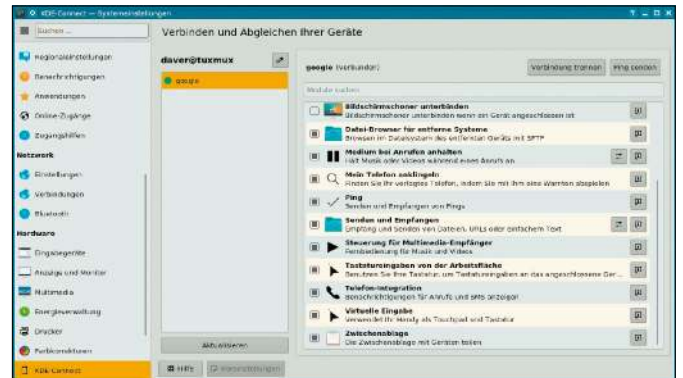 KDE-Connect — Systemeinstellungen
Suchen ...
Verbinden und Abgleichen Ihrer Geräte
Regionaleinstellungen
Benachrichtigungen
Anwendungen
Online-Zugänge
Zugangshilfen
Netzwerk
Einstellungen
Verbindungen
Bluetooth
Hardware
Eingabegeräte
Anzeige und Monitor
Multimedia
Energieverwaltung
Drucker
Farbkorrekturen
KDE-Connect
daver@tuxmux
google
Aktualisieren
Hilfe
Voreinstellungen
google (verbunden)
Verbindung trennen
Ping senden
Module suchen
Bildschirmschoner unterbinden
Bildschirmschoner unterbinden wenn ein Gerät angeschlossen ist
Datei-Browser für entfernte Systeme
Browsen im Dateisystem des entfernten Geräts mit SFTP
Medium bei Anrufen anhalten
Hält Musik oder Videos während eines Anrufs an
Mein Telefon anklingeln
Finden Sie Ihr verlegtes Telefon, indem Sie mit ihm eine Warnton abspielen
Ping
Senden und Empfangen von Pings
Senden und Empfangen
Empfang und Senden von Dateien, URLs oder einfachem Text
Steuerung für Multimedia-Empfänger
Fernbedienung für Musik und Videos
Tastatureingaben von der Arbeitsfläche
Benutzen Sie Ihre Tastatur, um Tastatureingaben an das angeschlossene Ger...
Telefon-Integration
Benachrichtigungen für Anrufe und SMS anzeigen
Virtuelle Eingabe
Verwendet Ihr Handy als Touchpad und Tastatur
Zwischenablage
Die Zwischenablage mit Geräten teilen